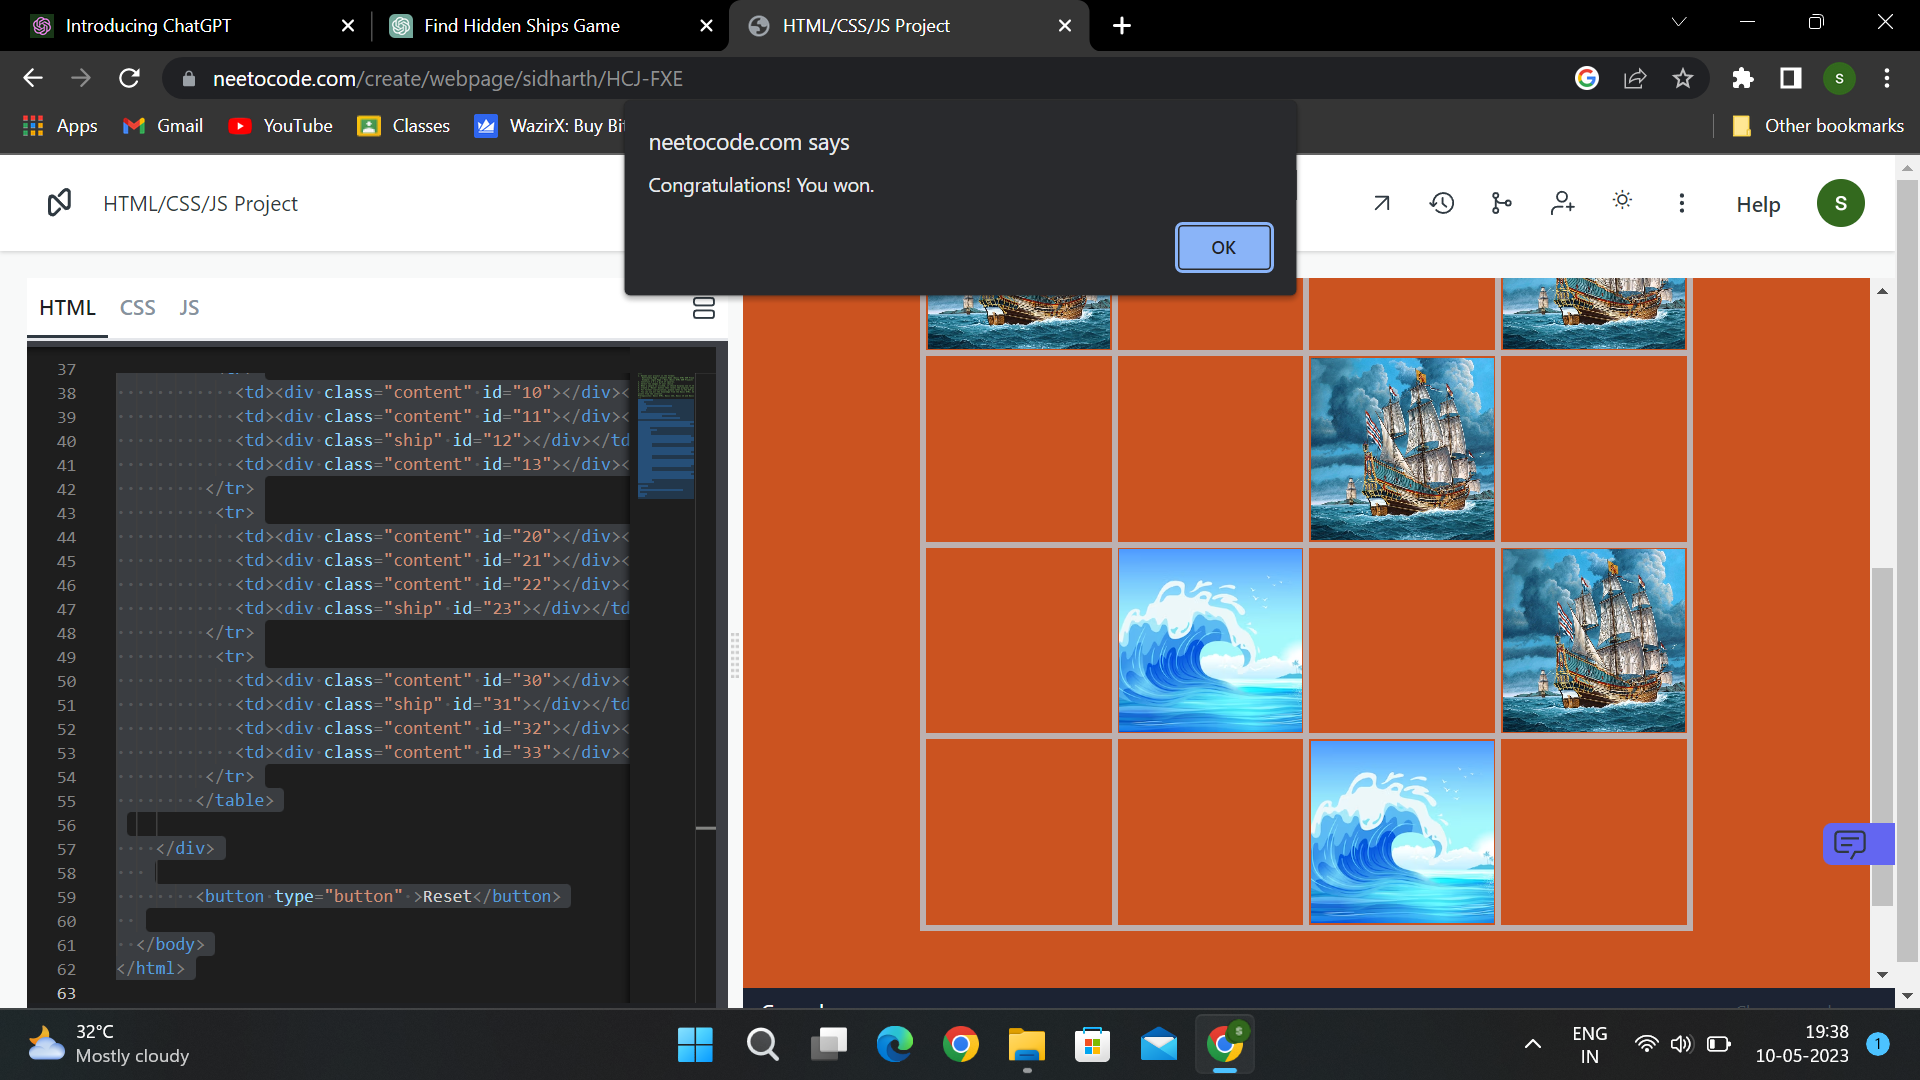 Introducing ChatGPT
Find Hidden Ships Game
HTML/CSS/JS Project
neetocode.com/create/webpage/sidharth/HCJ-FXE
S
Apps
Gmail
YouTube
Classes
WazirX: Buy Bit
Other bookmarks
neetocode.com says
Congratulations! You won.
OK
HTML/CSS/JS Project
Help
S
HTML CSS JS
37
38 <td><div class="content" id="10"></div><
39 <td><div class="content" id="11"></div><
40 <td><div class="ship" id="12"></div></td
41 <td><div class="content" id="13"></div><
42 </tr>
43 <tr>
44 <td><div class="content" id="20"></div><
45 <td><div class="content" id="21"></div><
46 <td><div class="content" id="22"></div><
47 <td><div class="ship" id="23"></div></td
48 </tr>
49 <tr>
50 <td><div class="content" id="30"></div><
51 <td><div class="ship" id="31"></div></td
52 <td><div class="content" id="32"></div><
53 <td><div class="content" id="33"></div><
54 </tr>
55 </table>
56
57 </div>
58
59 <button type="button" >Reset</button>
60
61 </body>
62 </html>
63
32°C
Mostly cloudy
S
ENG
IN
19:38
10-05-2023
1